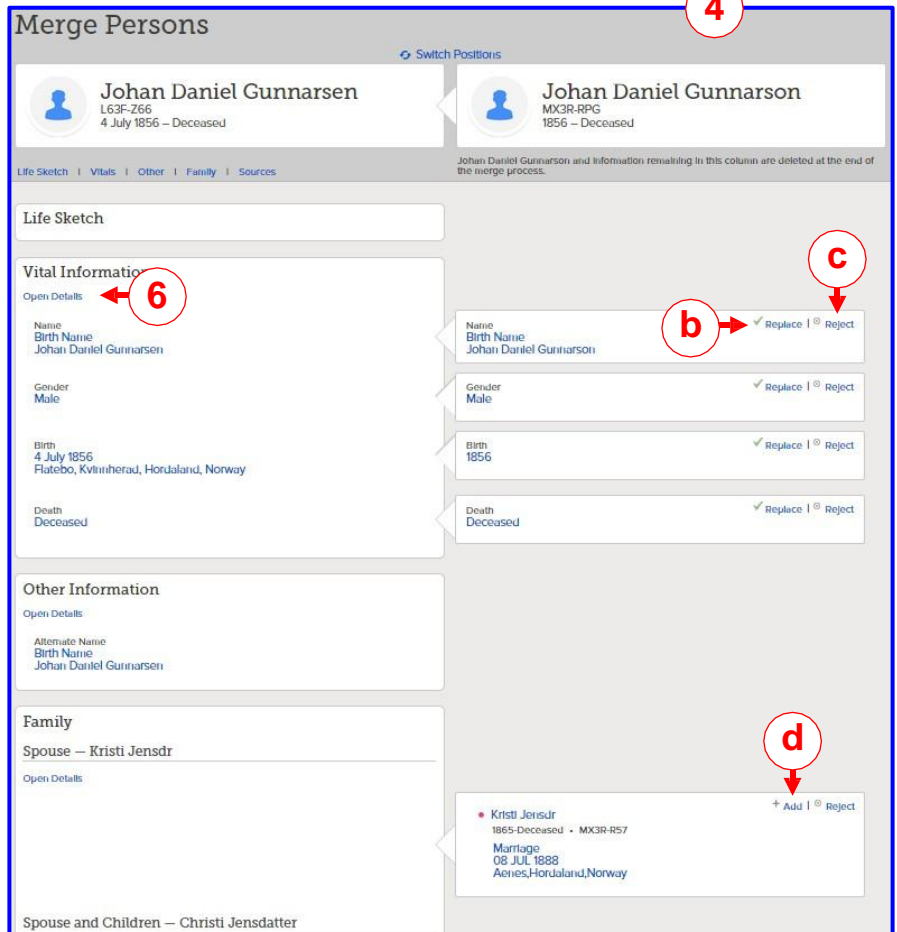 4
Merge Persons
Switch Positions
Johan Daniel Gunnarsen
L63F-Z66
4 July 1856 – Deceased
Johan Daniel Gunnarson
MX3R-RPG
1856 – Deceased
Life Sketch | Vitals | Other | Family | Sources
Johan Daniel Gunnarson and information remaining in this column are deleted at the end of
the merge process.
Life Sketch
Vital Information
Open Details
6
c
b
Name
Birth Name
Johan Daniel Gunnarsen
Name
Birth Name
Johan Daniel Gunnarson
Replace | Reject
Gender
Male
Gender
Male
Replace | Reject
Birth
4 July 1856
Flatebo, Kvinnherad, Hordaland, Norway
Birth
1856
Replace | Reject
Death
Deceased
Death
Deceased
Replace | Reject
Other Information
Open Details
Alternate Name
Birth Name
Johan Daniel Gunnarsen
Family
Spouse — Kristi Jensdr
Open Details
d
+ Add | Reject
Kristi Jensdr
1865-Deceased • MX3R-R57
Marriage
08 JUL 1888
Aenes,Hordaland,Norway
Spouse and Children — Christi Jensdatter